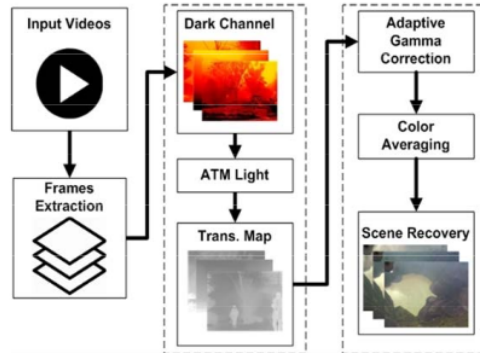 Input Videos
Frames
Extraction
Dark Channel
ATM Light
Trans. Map
Adaptive
Gamma
Correction
Color
Averaging
Scene Recovery